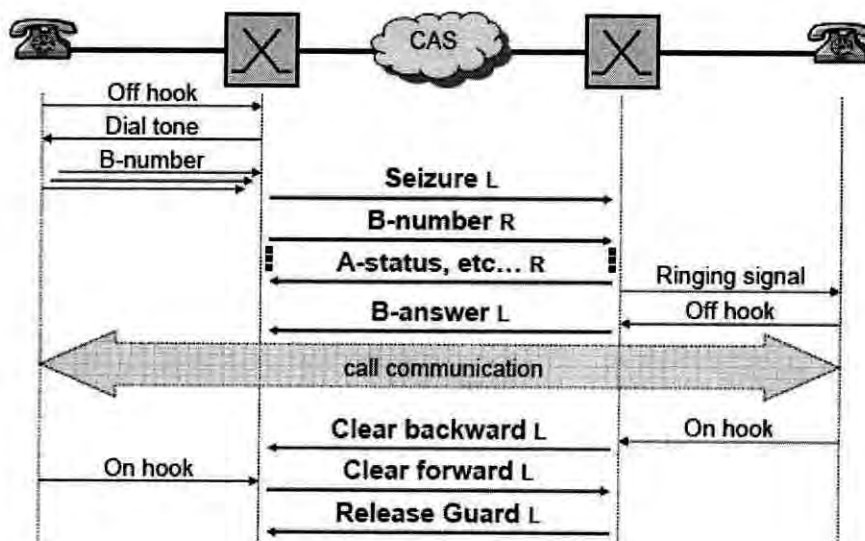 CAS
Off hook
Dial tone
B-number
Seizure L
B-number R
A-status, etc... R
Ringing signal
B-answer L
Off hook
call communication
Clear backward L
On hook
On hook
Clear forward L
Release Guard L